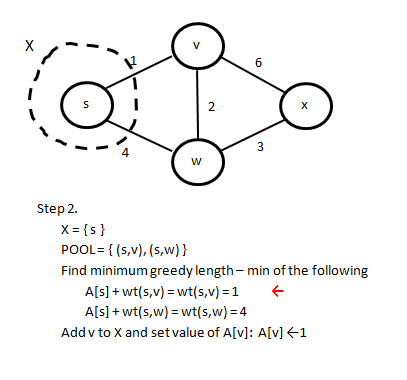 X
1
v
6
s
2
x
4
w
3
Step 2.
X = { s }
POOL = { (s,v), (s,w) }
Find minimum greedy length – min of the following
A[s] + wt(s,v) = wt(s,v) = 1 ←
A[s] + wt(s,w) = wt(s,w) = 4
Add v to X and set value of A[v]: A[v] ← 1